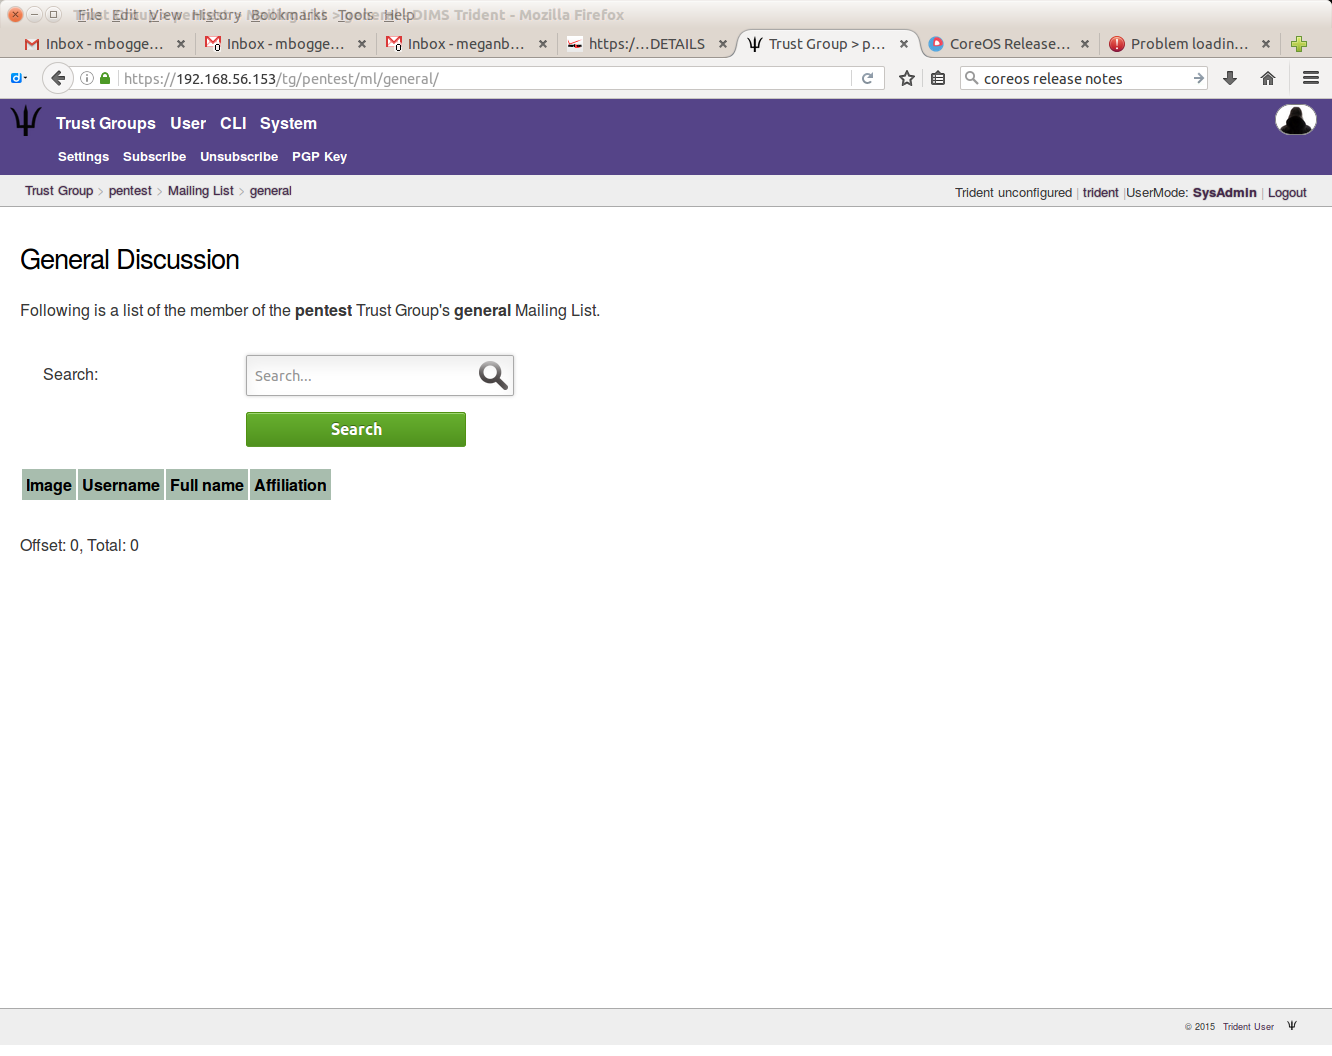 File Edit View History Bookmarks Tools Help DIMS Trident - Mozilla Firefox
Inbox - mbogge... Inbox - mbogge... Inbox - meganb... https:/...DETAILS Trust Group > p... CoreOS Release... Problem loadin...
https://192.168.56.153/tg/pentest/ml/general/ coreos release notes
Trust Groups User CLI System
Settings Subscribe Unsubscribe PGP Key
Trust Group > pentest > Mailing List > general Trident unconfigured | trident |UserMode: SysAdmin | Logout
General Discussion
Following is a list of the member of the pentest Trust Group's general Mailing List.
Search: Search...
Search
Image Username Full name Affiliation
Offset: 0, Total: 0
© 2015 Trident User